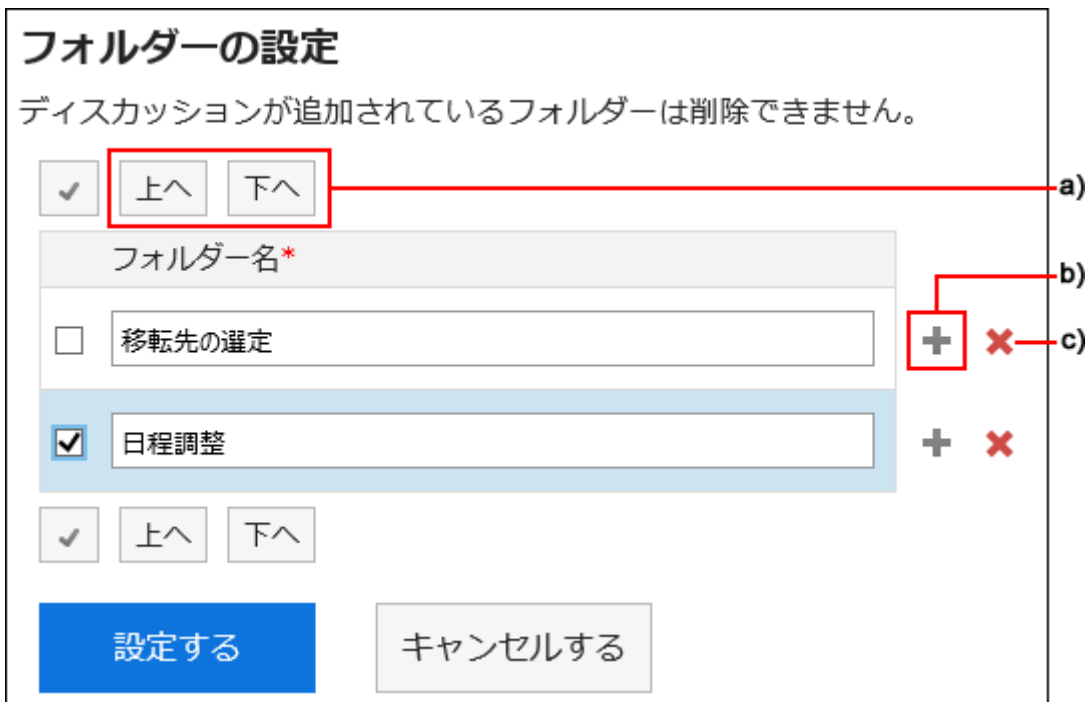 フォルダーの設定
ディスカッションが追加されているフォルダーは削除できません。
上へ 下へ a)
フォルダー名*
b)
移転先の選定 c)
日程調整
上へ 下へ
設定する キャンセルする